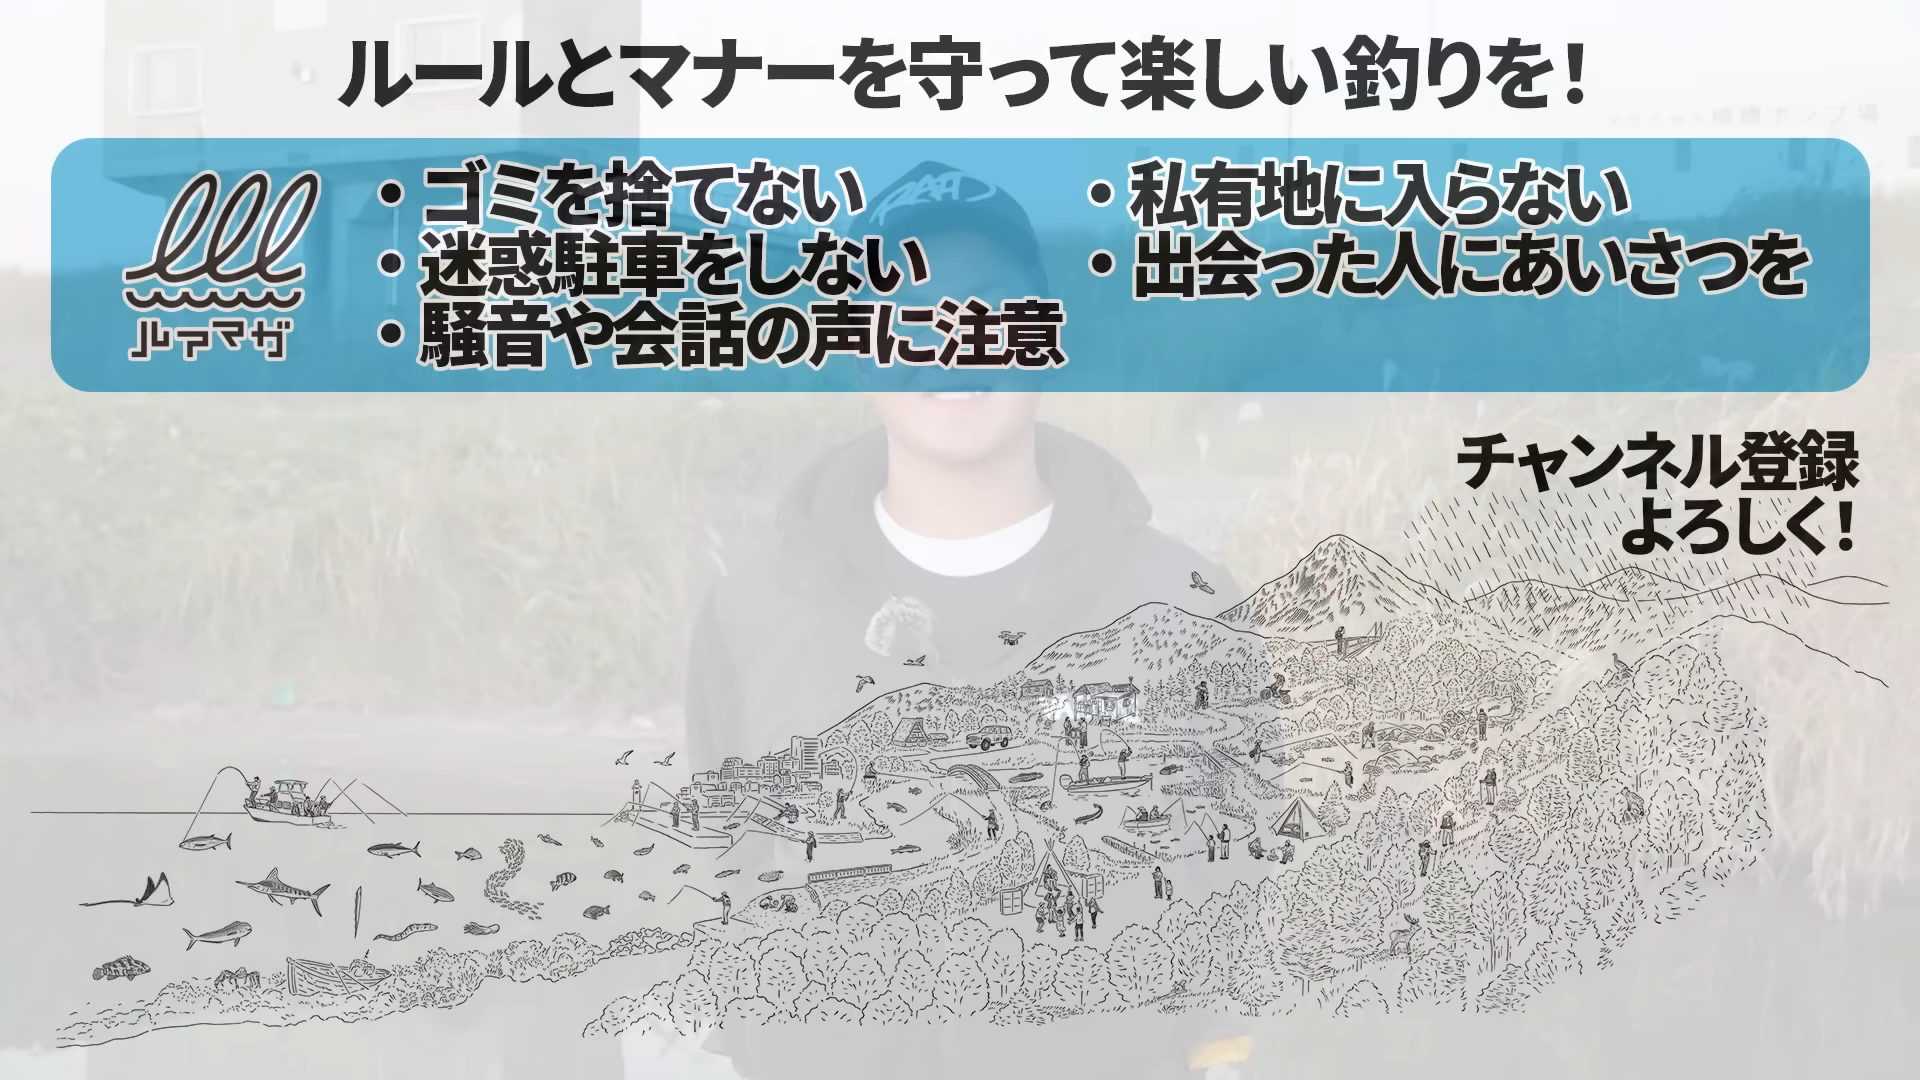 ルールとマナーを守って楽しい釣りを!
ルアマガ
・ゴミを捨てない
・迷惑駐車をしない
・騒音や会話の声に注意
・私有地に入らない
・出会った人にあいさつを
チャンネル登録
よろしく!